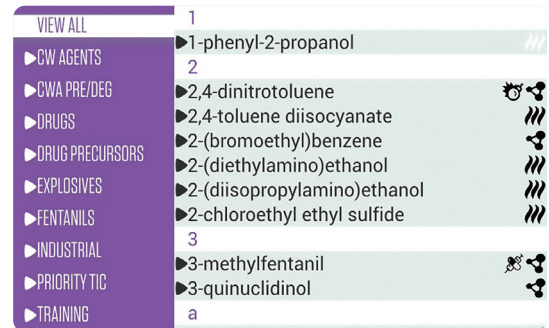 VIEW ALL
CW AGENTS
CWA PRE/DEG
DRUGS
DRUG PRECURSORS
EXPLOSIVES
FENTANILS
INDUSTRIAL
PRIORITY TIC
TRAINING
1
1-phenyl-2-propanol
2
2,4-dinitrotoluene
2,4-toluene diisocyanate
2-(bromoethyl)benzene
2-(diethylamino)ethanol
2-(diisopropylamino)ethanol
2-chloroethyl ethyl sulfide
3
3-methylfentanil
3-quinuclidinol
a